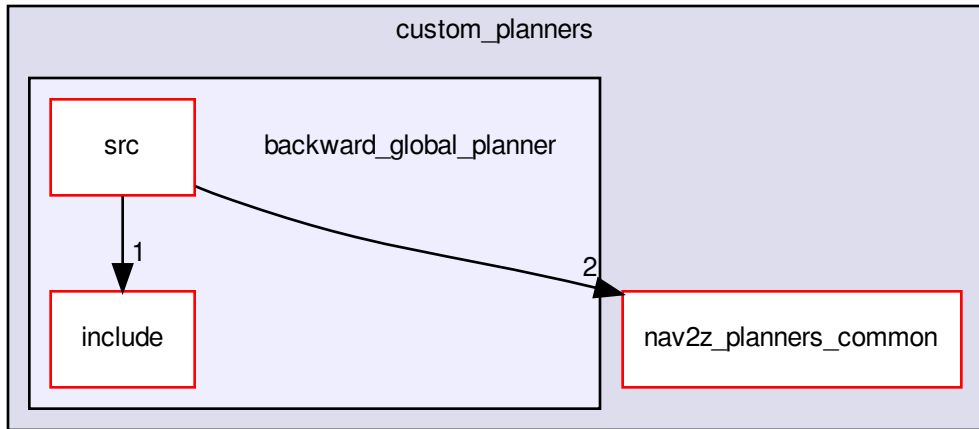 custom_planners
src
backward_global_planner
1
2
include
nav2z_planners_common